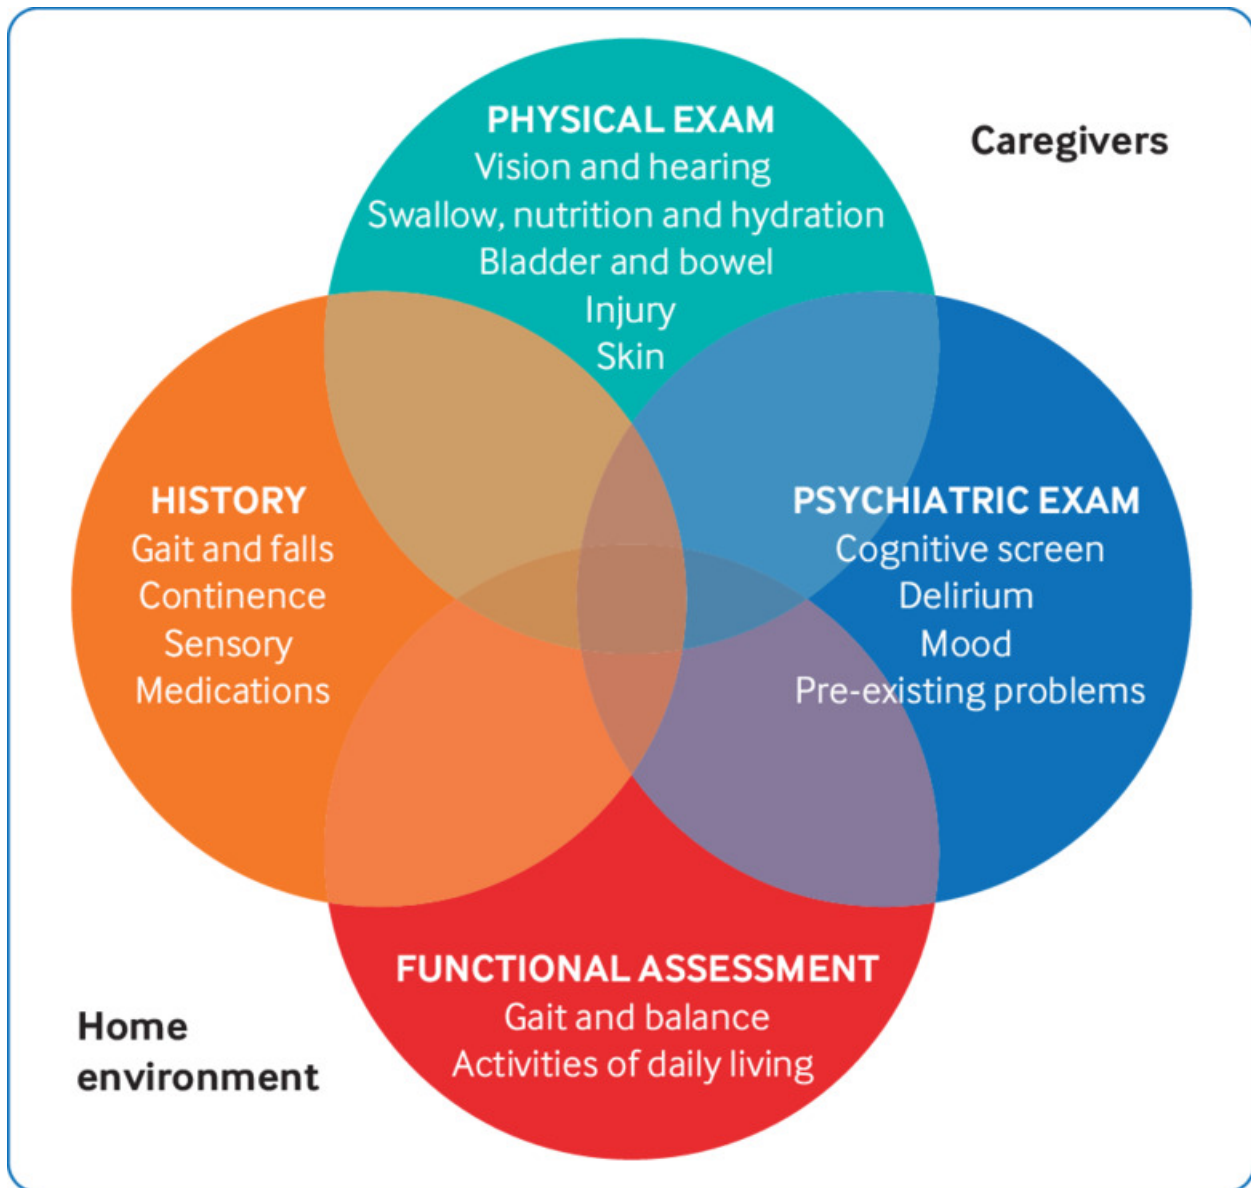 PHYSICAL EXAM
Vision and hearing
Swallow, nutrition and hydration
Bladder and bowel
Injury
Skin
Caregivers
HISTORY
Gait and falls
Continence
Sensory
Medications
PSYCHIATRIC EXAM
Cognitive screen
Delirium
Mood
Pre-existing problems
FUNCTIONAL ASSESSMENT
Gait and balance
Activities of daily living
Home
environment